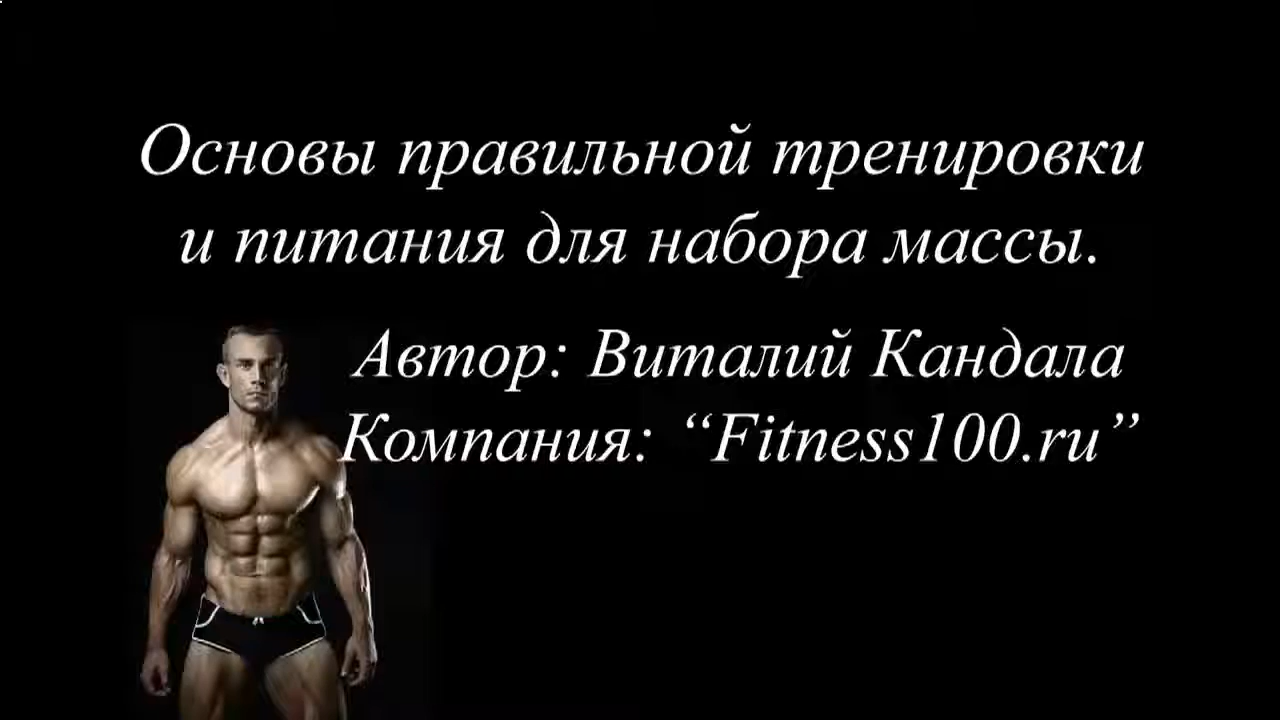 Основы правильной тренировки
и питания для набора массы.
Автор: Виталий Кандала
Компания: “Fitness100.ru”